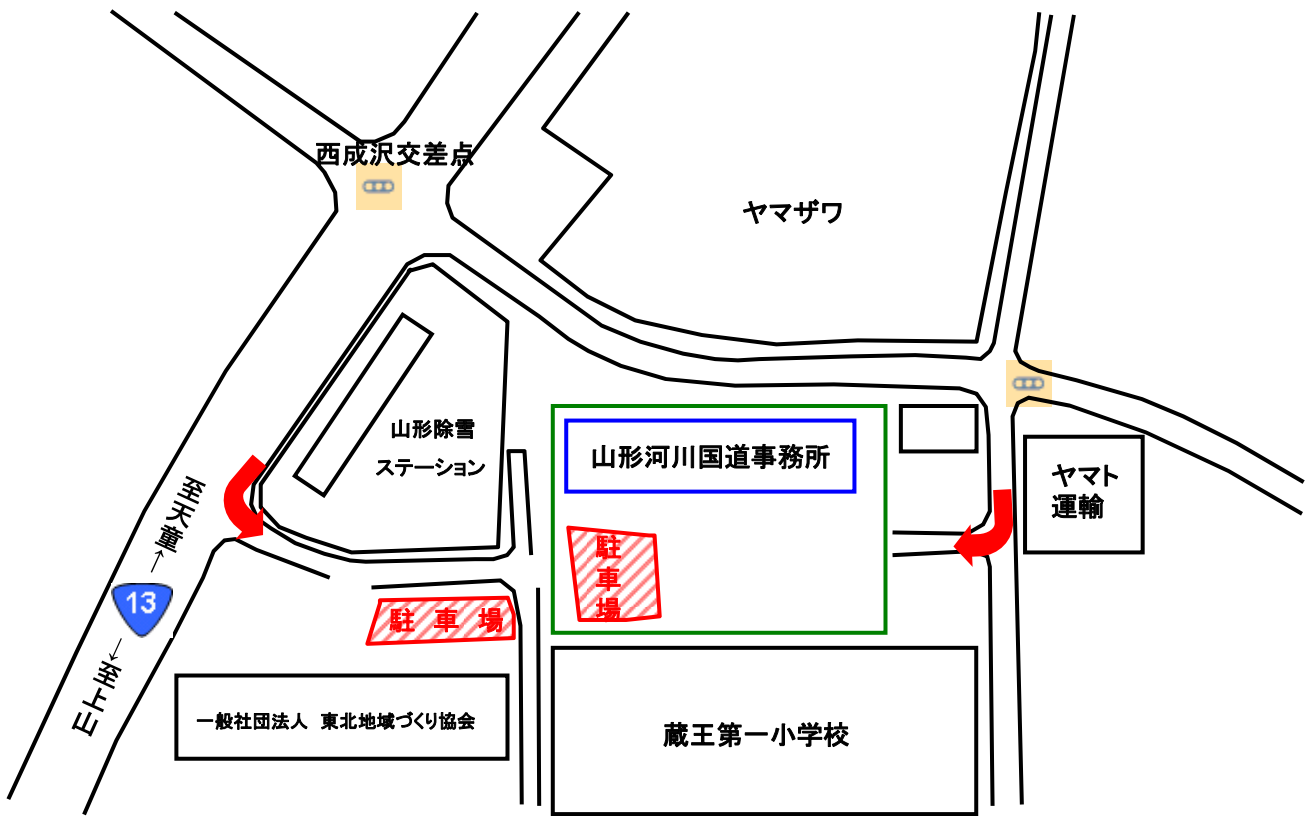 西成沢交差点
ヤマザワ
山形除雪
ステーション
山形河川国道事務所
ヤマト
運輸
至天童→
13
→至上山
駐車場
駐車場
一般社団法人 東北地域づくり協会
蔵王第一小学校